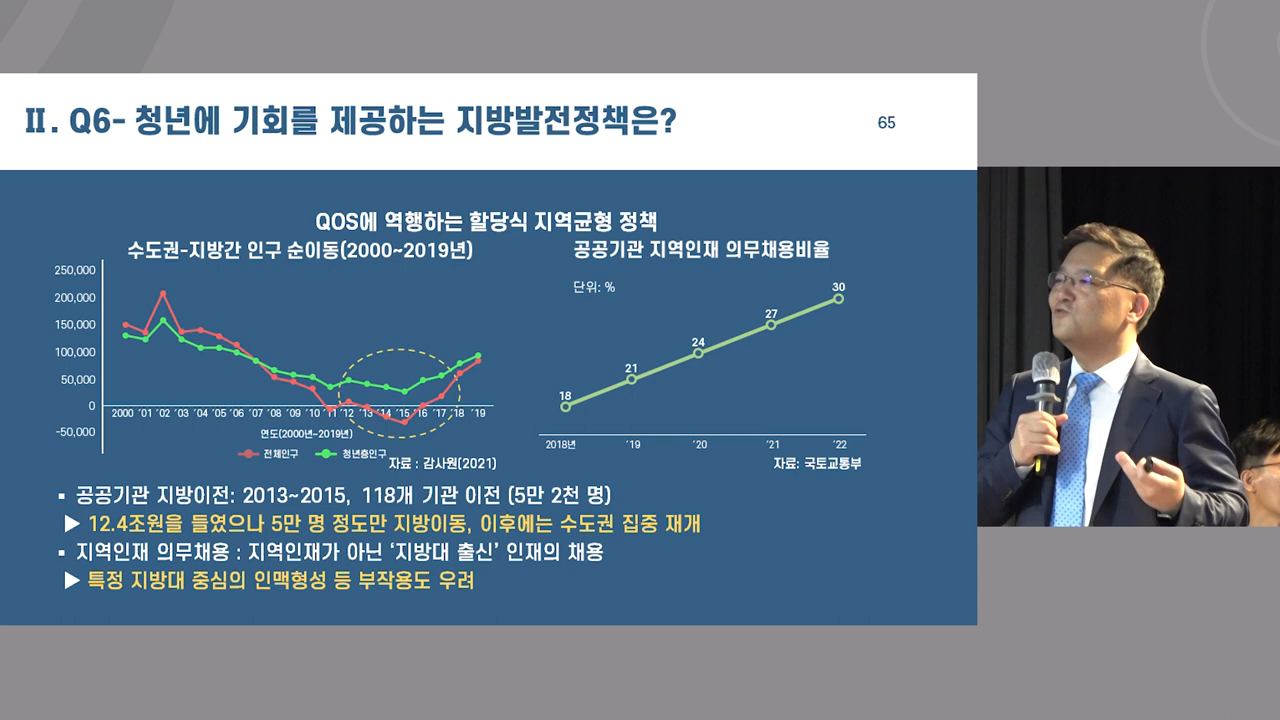 Ⅱ. Q6- 청년에 기회를 제공하는 지방발전정책은?
65
QOS에 역행하는 할당식 지역균형 정책
수도권-지방간 인구 순이동(2000~2019년)
250,000
200,000
150,000
100,000
50,000
0
-50,000
2000 '01 '02 '03 '04 '05 '06 '07 '08 '09 '10 '11 '12 '13 '14 '15 '16 '17 '18 '19
연도(2000년~2019년)
전체인구 청년층인구
자료 : 감사원(2021)
공공기관 지역인재 의무채용비율
단위: %
18 21 24 27 30
2018년 '19 '20 '21 '22
자료: 국토교통부
▪ 공공기관 지방이전: 2013~2015, 118개 기관 이전 (5만 2천 명)
▶ 12.4조원을 들였으나 5만 명 정도만 지방이동, 이후에는 수도권 집중 재개
▪ 지역인재 의무채용 : 지역인재가 아닌 '지방대 출신' 인재의 채용
▶ 특정 지방대 중심의 인맥형성 등 부작용도 우려